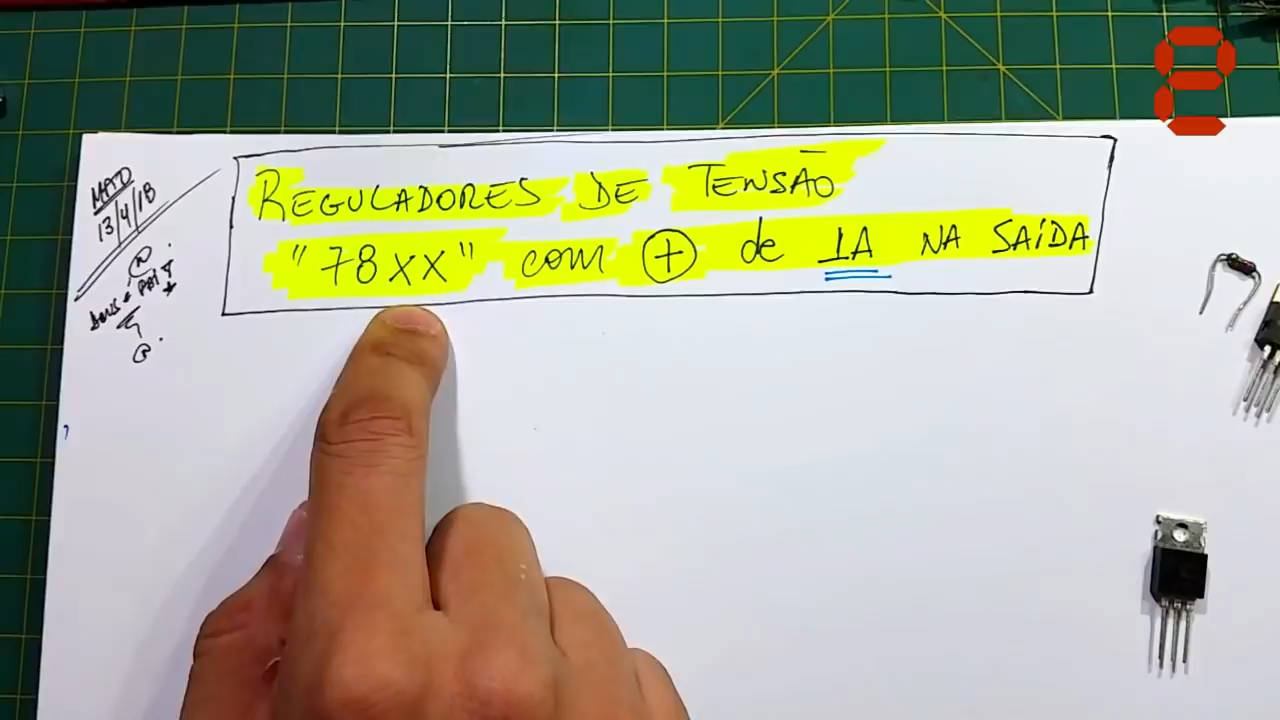 REGULADORES DE TENSÃO
"78XX" com + de 1A NA SAÍDA
MATO
13/4/18